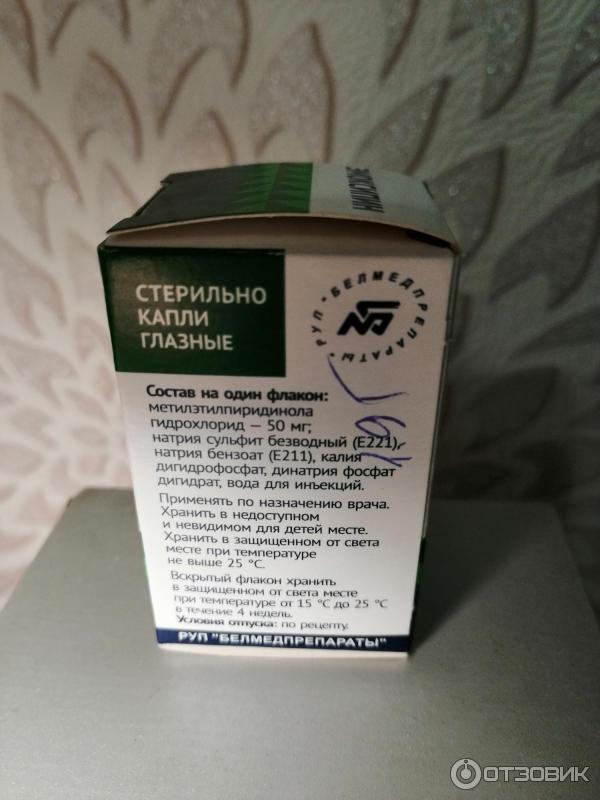 СТЕРИЛЬНО
КАПЛИ
ГЛАЗНЫЕ
РУП "БЕЛМЕДПРЕПАРАТЫ"
Состав на один флакон:
метилэтилпиридинола
гидрохлорид — 50 мг;
натрия сульфит безводный (Е221),
натрия бензоат (Е211), калия
дигидрофосфат, динатрия фосфат
дигидрат, вода для инъекций.
Применять по назначению врача.
Хранить в недоступном
и невидимом для детей месте.
Хранить в защищенном от света
месте при температуре
не выше 25 °С.
Вскрытый флакон хранить
в защищенном от света месте
при температуре от 15 °С до 25 °С
в течение 4 недель.
Условия отпуска: по рецепту.
РУП "БЕЛМЕДПРЕПАРАТЫ"
ОТЗОВИК